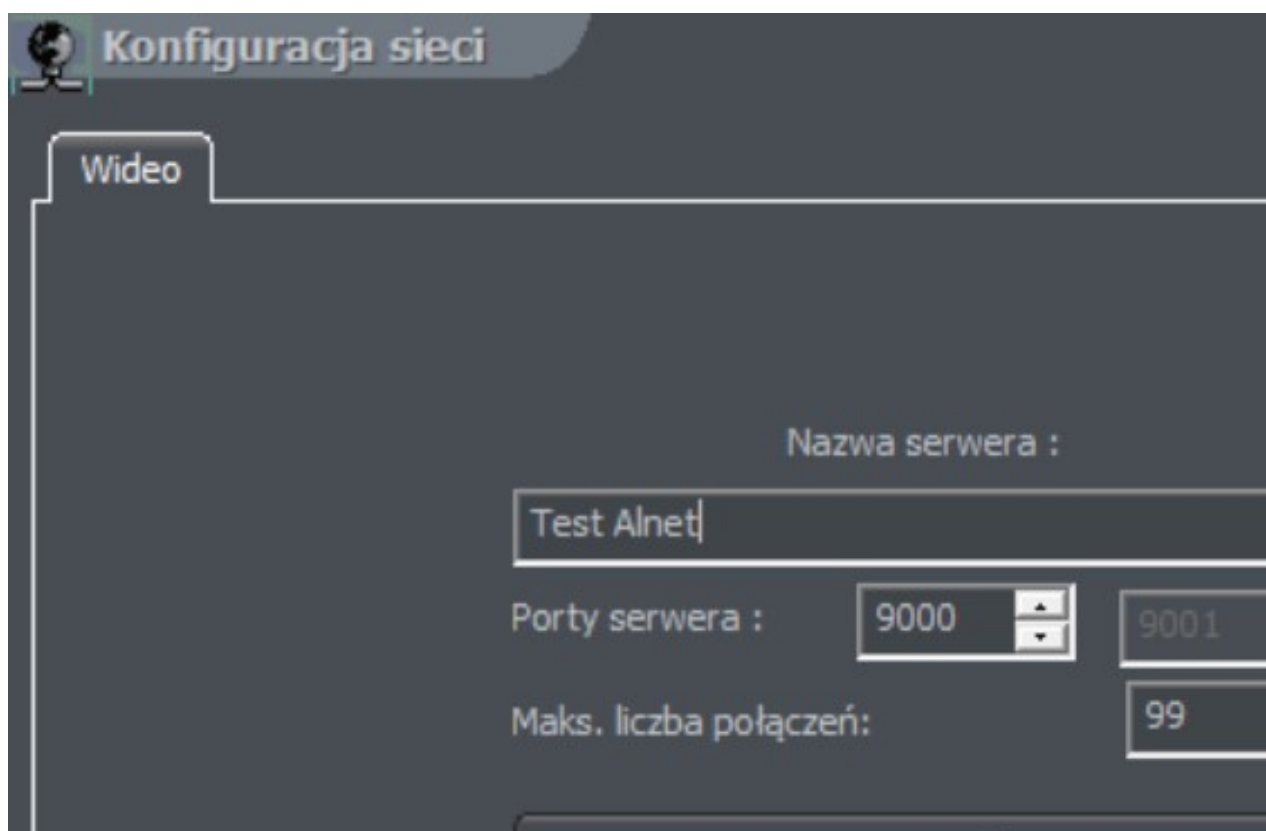 Konfiguracja sieci
Wideo
Nazwa serwera :
Test Alnet
Porty serwera : 9000 9001
Maks. liczba połączeń: 99